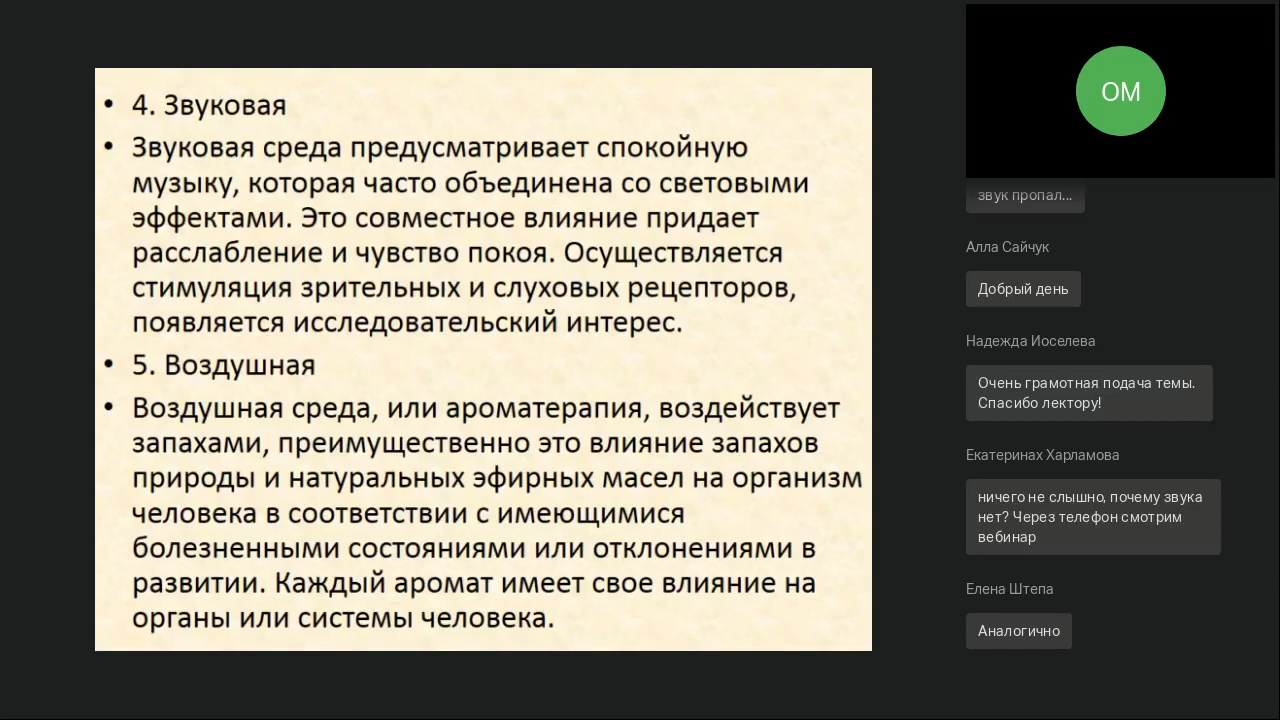 • 4. Звуковая
• Звуковая среда предусматривает спокойную
музыку, которая часто объединена со световыми
эффектами. Это совместное влияние придает
расслабление и чувство покоя. Осуществляется
стимуляция зрительных и слуховых рецепторов,
появляется исследовательский интерес.
• 5. Воздушная
• Воздушная среда, или ароматерапия, воздействует
запахами, преимущественно это влияние запахов
природы и натуральных эфирных масел на организм
человека в соответствии с имеющимися
болезненными состояниями или отклонениями в
развитии. Каждый аромат имеет свое влияние на
органы или системы человека.
ОМ
звук пропал...
Алла Сайчук
Добрый день
Надежда Иоселева
Очень грамотная подача темы.
Спасибо лектору!
Екатеринах Харламова
ничего не слышно, почему звука
нет? Через телефон смотрим
вебинар
Елена Штепа
Аналогично